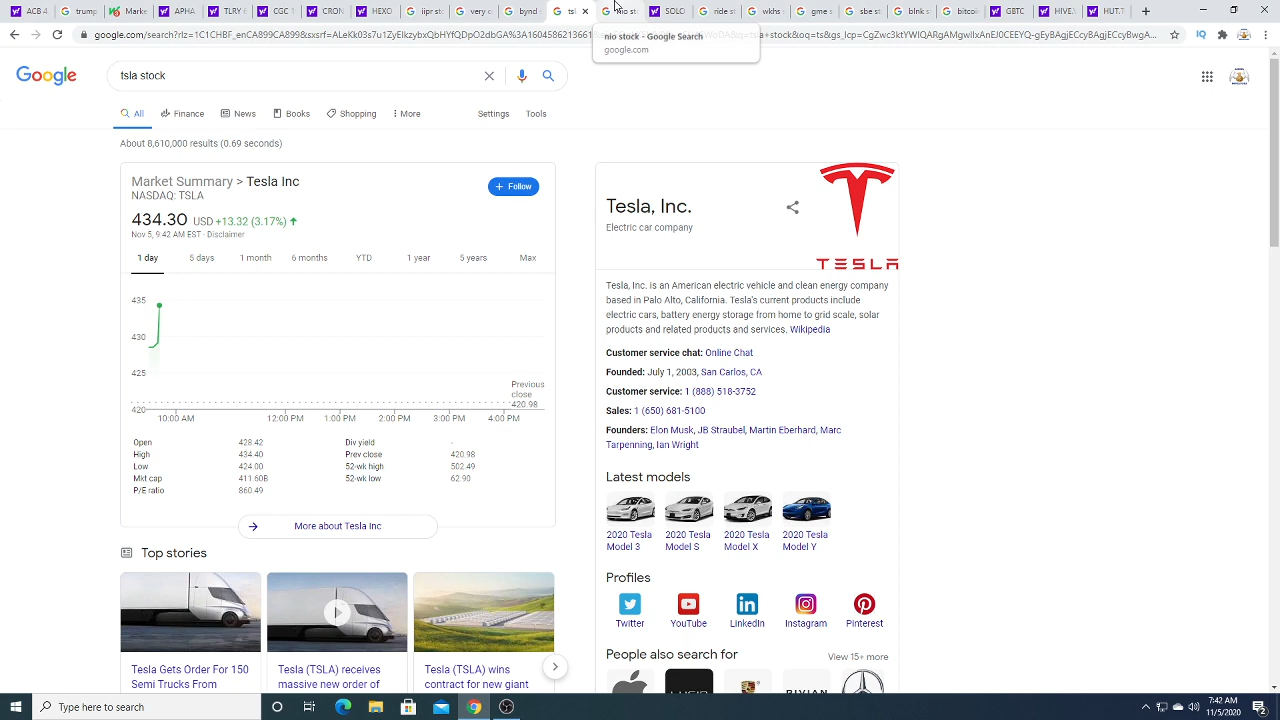 ACB 4
trump
Marke
APHA
TLRY 6
CGC 1
CRON
HEXO
iipr sto
very c
bynd
tsl
nio st
SOLO
ride st
wkhs
gme s
sbe st
blnk s
bitcoi
GBTC
HIVE.
HUT.T
google.com/search?rlz=1C1CHBF_enCA899CA899&sxsrf=
nio stock - Google Search
google.com
Google
tsla stock
All
Finance
News
Books
Shopping
More
Settings
Tools
About 8,610,000 results (0.69 seconds)
Market Summary > Tesla Inc
NASDAQ: TSLA
Follow
434.30 USD +13.32 (3.17%)
Nov 5, 9:42 AM EST · Disclaimer
1 day 5 days 1 month 6 months YTD 1 year 5 years Max
435
430
425
420
Previous
close
420.98
10:00 AM 12:00 PM 1:00 PM 2:00 PM 3:00 PM 4:00 PM
Open 428.42 Div yield -
High 434.40 Prev close 420.98
Low 424.00 52-wk high 502.49
Mkt cap 411.60B 52-wk low 62.90
P/E ratio 860.49
More about Tesla Inc
Top stories
Tesla Gets Order For 150
Semi Trucks From
Tesla (TSLA) receives
massive new order of
Tesla (TSLA) wins
contract for new giant
Tesla, Inc.
Electric car company
TESLA
Tesla, Inc. is an American electric vehicle and clean energy company
based in Palo Alto, California. Tesla's current products include
electric cars, battery energy storage from home to grid scale, solar
products and related products and services. Wikipedia
Customer service chat: Online Chat
Founded: July 1, 2003, San Carlos, CA
Customer service: 1 (888) 518-3752
Sales: 1 (650) 681-5100
Founders: Elon Musk, JB Straubel, Martin Eberhard, Marc
Tarpenning, Ian Wright
Latest models
2020 Tesla
Model 3
2020 Tesla
Model S
2020 Tesla
Model X
2020 Tesla
Model Y
Profiles
Twitter
YouTube
LinkedIn
Instagram
Pinterest
People also search for
View 15+ more
Type here to search
7:42 AM
11/5/2020